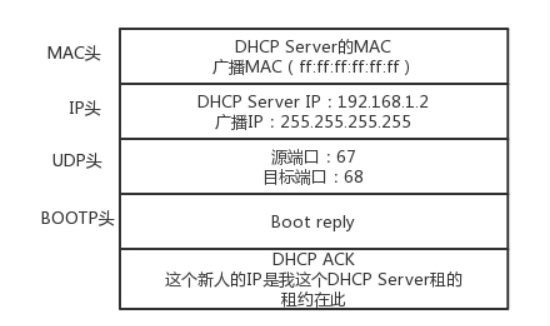 MAC头
DHCP Server的MAC
广播MAC（ff:ff:ff:ff:ff:ff）
IP头
DHCP Server IP：192.168.1.2
广播IP：255.255.255.255
UDP头
源端口：67
目标端口：68
BOOTP头
Boot reply
DHCP ACK
这个新人的IP是我这个DHCP Server租的
租约在此